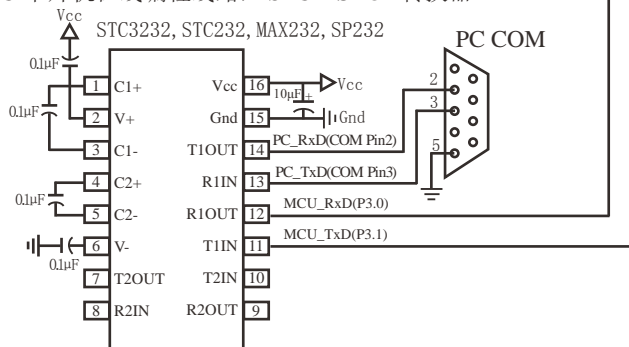 Vcc
STC3232, STC232, MAX232, SP232
PC COM
0.1μF
1 C1+ Vcc 16 Vcc
10μF +
0.1μF
2 V+ Gnd 15 Gnd
3 C1- T1OUT 14 PC_RxD(COM Pin2)
4 C2+ R1IN 13 PC_TxD(COM Pin3)
0.1μF
5 C2- R1OUT 12 MCU_RxD(P3.0)
6 V- T1IN 11 MCU_TxD(P3.1)
0.1μF
7 T2OUT T2IN 10
8 R2IN R2OUT 9
2
3
5